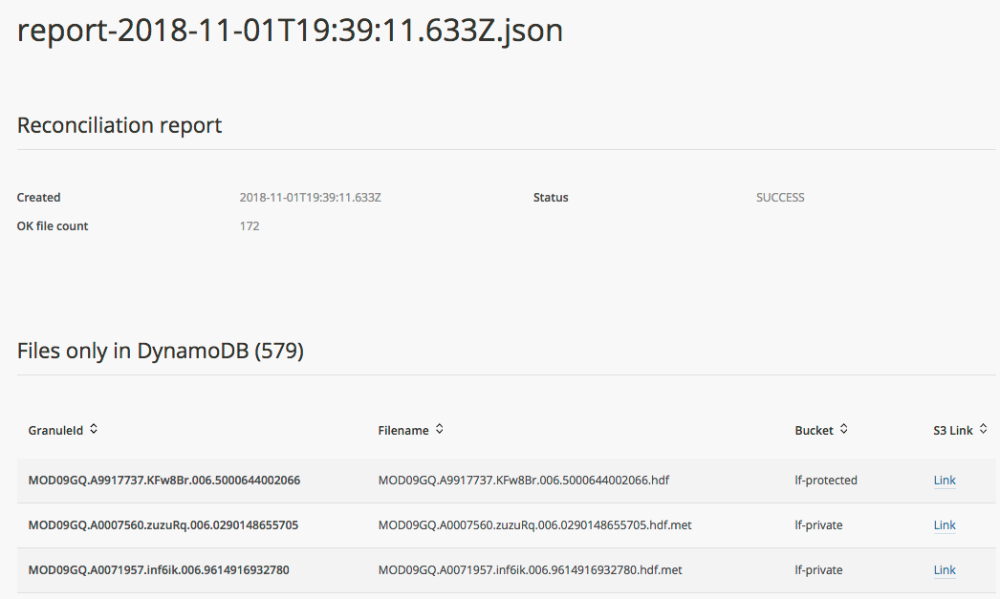 report-2018-11-01T19:39:11.633Z.json
Reconciliation report
Created 2018-11-01T19:39:11.633Z Status SUCCESS
OK file count 172
Files only in DynamoDB (579)
GranuleId Filename Bucket S3 Link
MOD09GQ.A9917737.KFw8Br.006.5000644002066 MOD09GQ.A9917737.KFw8Br.006.5000644002066.hdf lf-protected Link
MOD09GQ.A0007560.zuzuRq.006.0290148655705 MOD09GQ.A0007560.zuzuRq.006.0290148655705.hdf.met lf-private Link
MOD09GQ.A0071957.inf6ik.006.9614916932780 MOD09GQ.A0071957.inf6ik.006.9614916932780.hdf.met lf-private Link